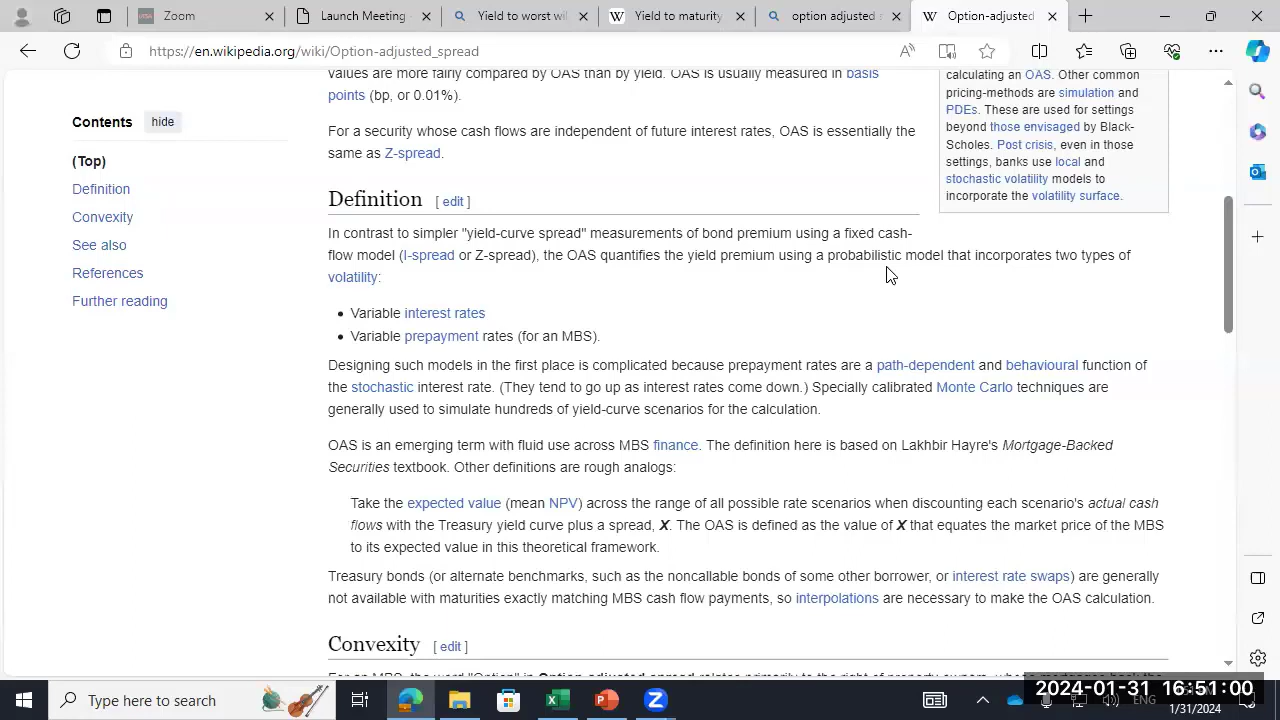 Zoom
Launch Meeting
Yield to worst wil
Yield to maturity
option adjusted s
Option-adjusted
https://en.wikipedia.org/wiki/Option-adjusted_spread
Contents
hide
(Top)
Definition
Convexity
See also
References
Further reading
values are more fairly compared by OAS than by yield. OAS is usually measured in basis
points (bp, or 0.01%).
For a security whose cash flows are independent of future interest rates, OAS is essentially the
same as Z-spread.
calculating an OAS. Other common
pricing-methods are simulation and
PDEs. These are used for settings
beyond those envisaged by Black-
Scholes. Post crisis, even in those
settings, banks use local and
stochastic volatility models to
incorporate the volatility surface.
Definition [ edit ]
In contrast to simpler "yield-curve spread" measurements of bond premium using a fixed cash-
flow model (I-spread or Z-spread), the OAS quantifies the yield premium using a probabilistic model that incorporates two types of
volatility:
• Variable interest rates
• Variable prepayment rates (for an MBS).
Designing such models in the first place is complicated because prepayment rates are a path-dependent and behavioural function of
the stochastic interest rate. (They tend to go up as interest rates come down.) Specially calibrated Monte Carlo techniques are
generally used to simulate hundreds of yield-curve scenarios for the calculation.
OAS is an emerging term with fluid use across MBS finance. The definition here is based on Lakhbir Hayre's Mortgage-Backed
Securities textbook. Other definitions are rough analogs:
Take the expected value (mean NPV) across the range of all possible rate scenarios when discounting each scenario's actual cash
flows with the Treasury yield curve plus a spread, X. The OAS is defined as the value of X that equates the market price of the MBS
to its expected value in this theoretical framework.
Treasury bonds (or alternate benchmarks, such as the noncallable bonds of some other borrower, or interest rate swaps) are generally
not available with maturities exactly matching MBS cash flow payments, so interpolations are necessary to make the OAS calculation.
Convexity [ edit ]
Type here to search
ENG
2024-01-31 16:51:00
1/31/2024